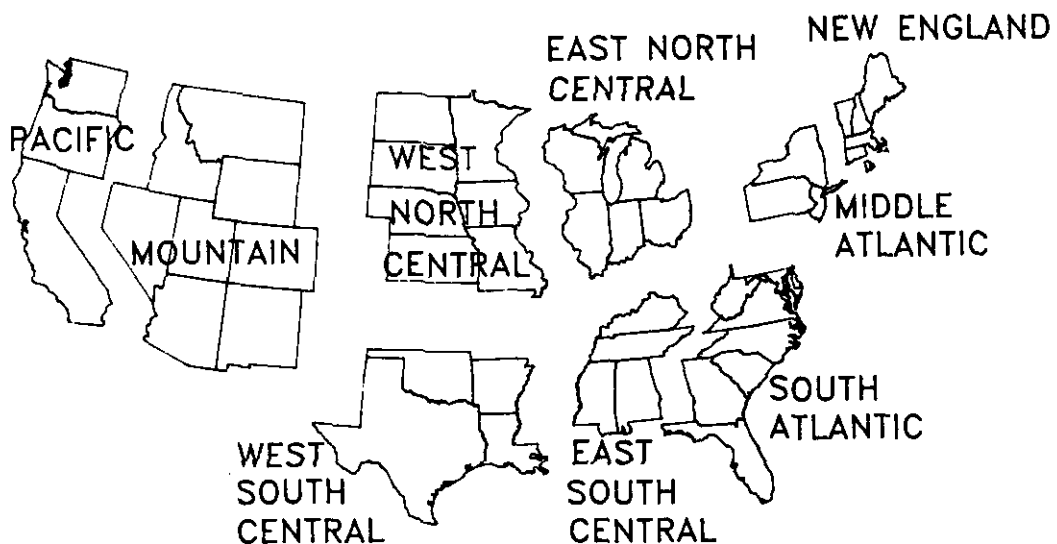 NEW ENGLAND
EAST NORTH
CENTRAL
PACIFIC
WEST
NORTH
CENTRAL
MOUNTAIN
MIDDLE
ATLANTIC
SOUTH
ATLANTIC
WEST
SOUTH
CENTRAL
EAST
SOUTH
CENTRAL